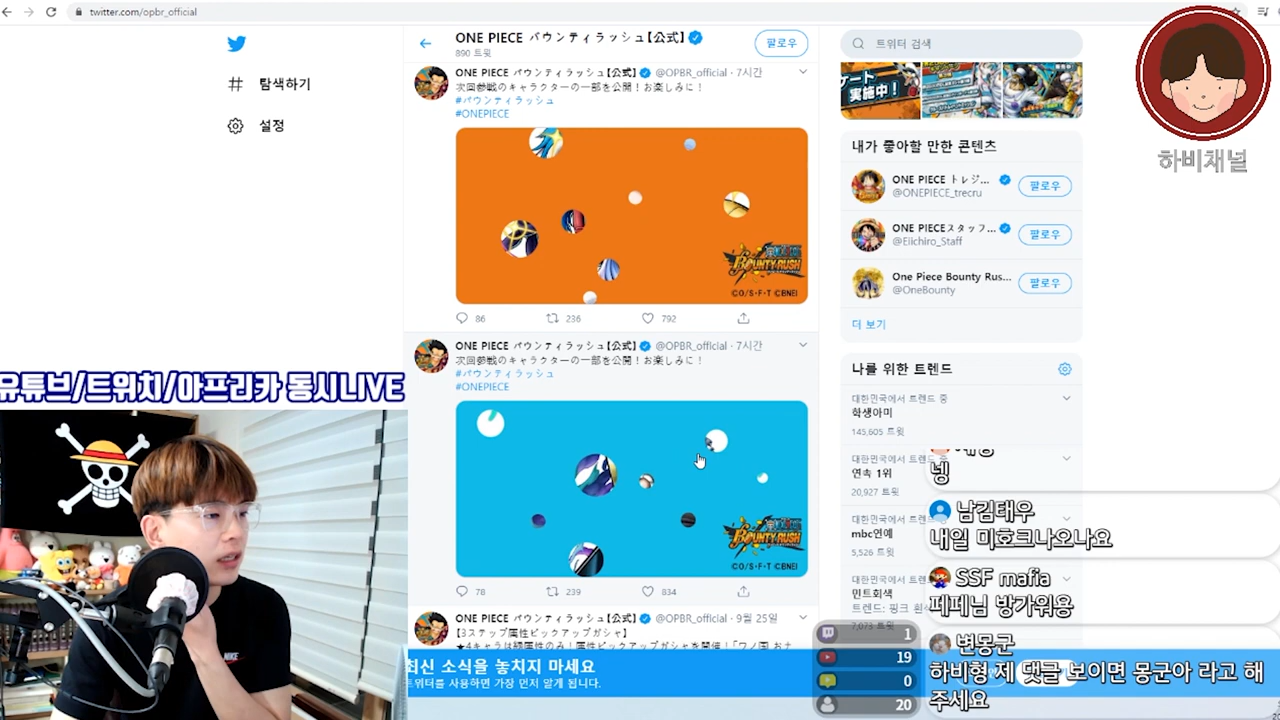 twitter.com/opbr_official
탐색하기
설정
ONE PIECE バウンティラッシュ【公式】
890 트윗
팔로우
ONE PIECE バウンティラッシュ【公式】 @OPBR_official · 7시간
次回参戦のキャラクターの一部を公開！お楽しみに！
#バウンティラッシュ
#ONEPIECE
BOUNTY RUSH
©O/S・F・T ©BNEI
86 236 792
ONE PIECE バウンティラッシュ【公式】 @OPBR_official · 7시간
次回参戦のキャラクターの一部を公開！お楽しみに！
#バウンティラッシュ
#ONEPIECE
BOUNTY RUSH
©O/S・F・T ©BNEI
78 239 834
ONE PIECE バウンティラッシュ【公式】 @OPBR_official · 9월 25일
【3ステップ属性ピックアップガシャ】
트위터 검색
実施中！
내가 좋아할 만한 콘텐츠
ONE PIECE トレジ...
@ONEPIECE_trecru
팔로우
ONE PIECEスタッフ...
@Eiichiro_Staff
팔로우
One Piece Bounty Rus...
@OneBounty
팔로우
더 보기
나를 위한 트렌드
대한민국에서 트렌드 중
학생아미
145,605 트윗
대한민국에서 트렌드 중
연속 1위
20,927 트윗
대한민국에서
mbc연예
5,526 트윗
대한민국에서
민트회색
트렌드: 핑크
하비채널
유튜브/트위치/아프리카 동시LIVE
NIKE
최신 소식을 놓치지 마세요
트위터를 사용하면 가장 먼저 알게 됩니다.
1
19
0
20
넹
남김태우
내일 미호크나오나요
SSF mafia
페페님 방가워용
변몽군
하비형 제 댓글 보이면 몽군아 라고 해
주세요